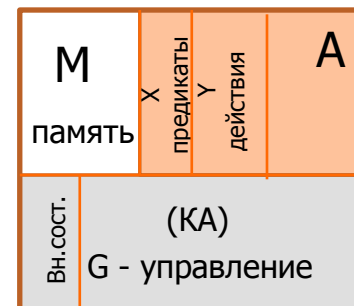 М
память
X
предикаты
Y
действия
А
Вн.сост.
(КА)
G - управление